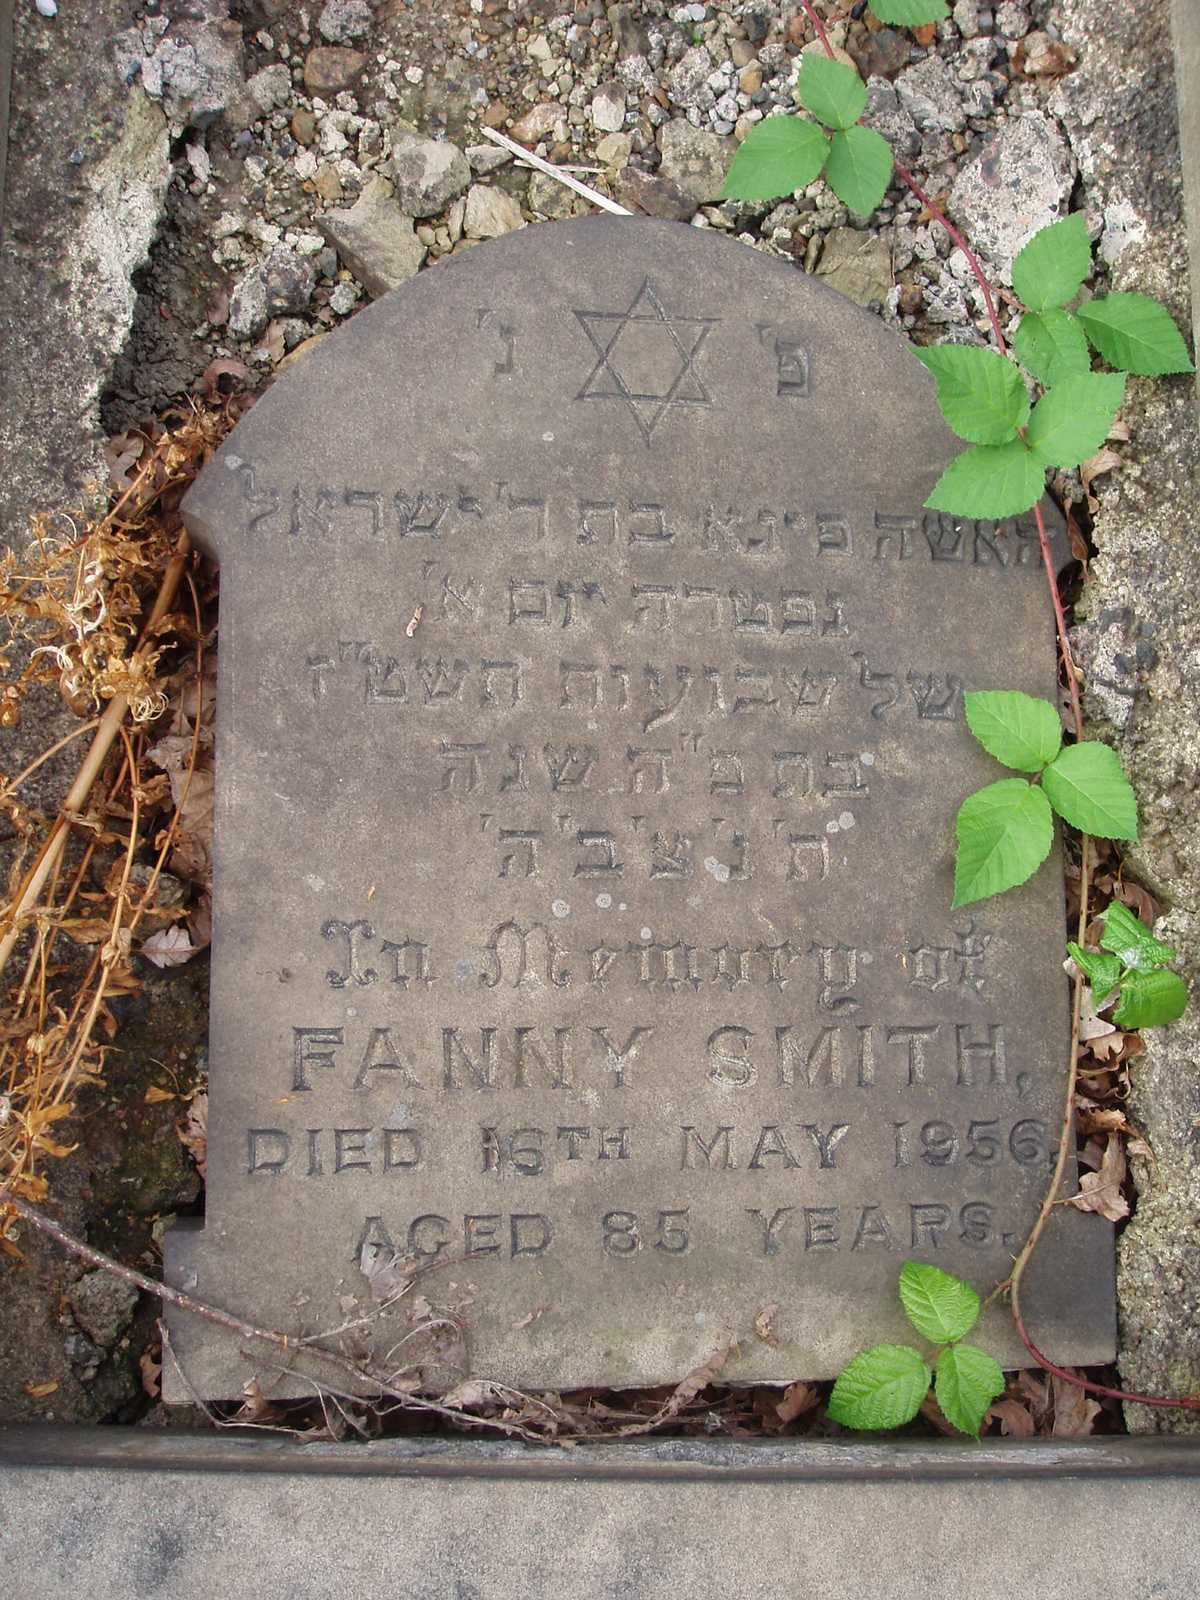 פ' נ'
האשה פינא בת ר' ישראל
נפטרה יום א'
של שבועות תשט"ז
בת פ"ה שנה
ת' נ' צ' ב' ה'
In Memory of
FANNY SMITH,
DIED 16TH MAY 1956,
AGED 85 YEARS.